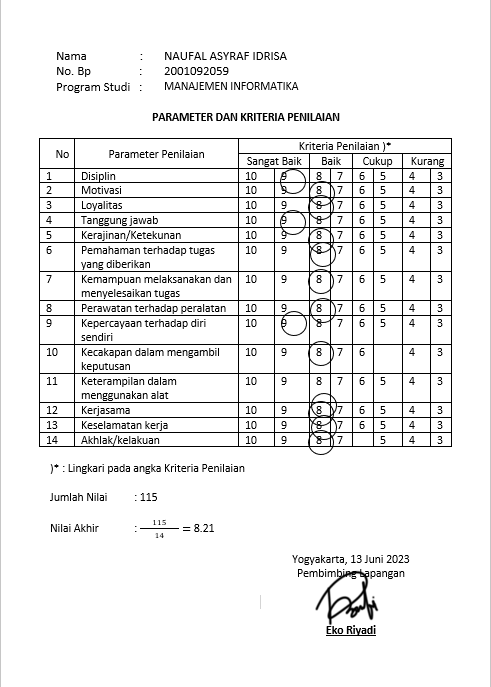 Nama : NAUFAL ASYRAF IDRISA
No. Bp : 2001092059
Program Studi : MANAJEMEN INFORMATIKA
PARAMETER DAN KRITERIA PENILAIAN
No Parameter Penilaian Kriteria Penilaian )*
Sangat Baik Baik Cukup Kurang
1 Disiplin 10 9 8 7 6 5 4 3
2 Motivasi 10 9 8 7 6 5 4 3
3 Loyalitas 10 9 8 7 6 5 4 3
4 Tanggung jawab 10 9 8 7 6 5 4 3
5 Kerajinan/Ketekunan 10 9 8 7 6 5 4 3
6 Pemahaman terhadap tugas 10 9 8 7 6 5 4 3
yang diberikan
7 Kemampuan melaksanakan dan 10 9 8 7 6 5 4 3
menyelesaikan tugas
8 Perawatan terhadap peralatan 10 9 8 7 6 5 4 3
9 Kepercayaan terhadap diri 10 9 8 7 6 5 4 3
sendiri
10 Kecakapan dalam mengambil 10 9 8 7 6 4 3
keputusan
11 Keterampilan dalam 10 9 8 7 6 5 4 3
menggunakan alat
12 Kerjasama 10 9 8 7 6 5 4 3
13 Keselamatan kerja 10 9 8 7 6 5 4 3
14 Akhlak/kelakuan 10 9 8 7 5 4 3
)* : Lingkari pada angka Kriteria Penilaian
Jumlah Nilai : 115
Nilai Akhir : 115/14 = 8.21
Yogyakarta, 13 Juni 2023
Pembimbing Lapangan
Eko Riyadi